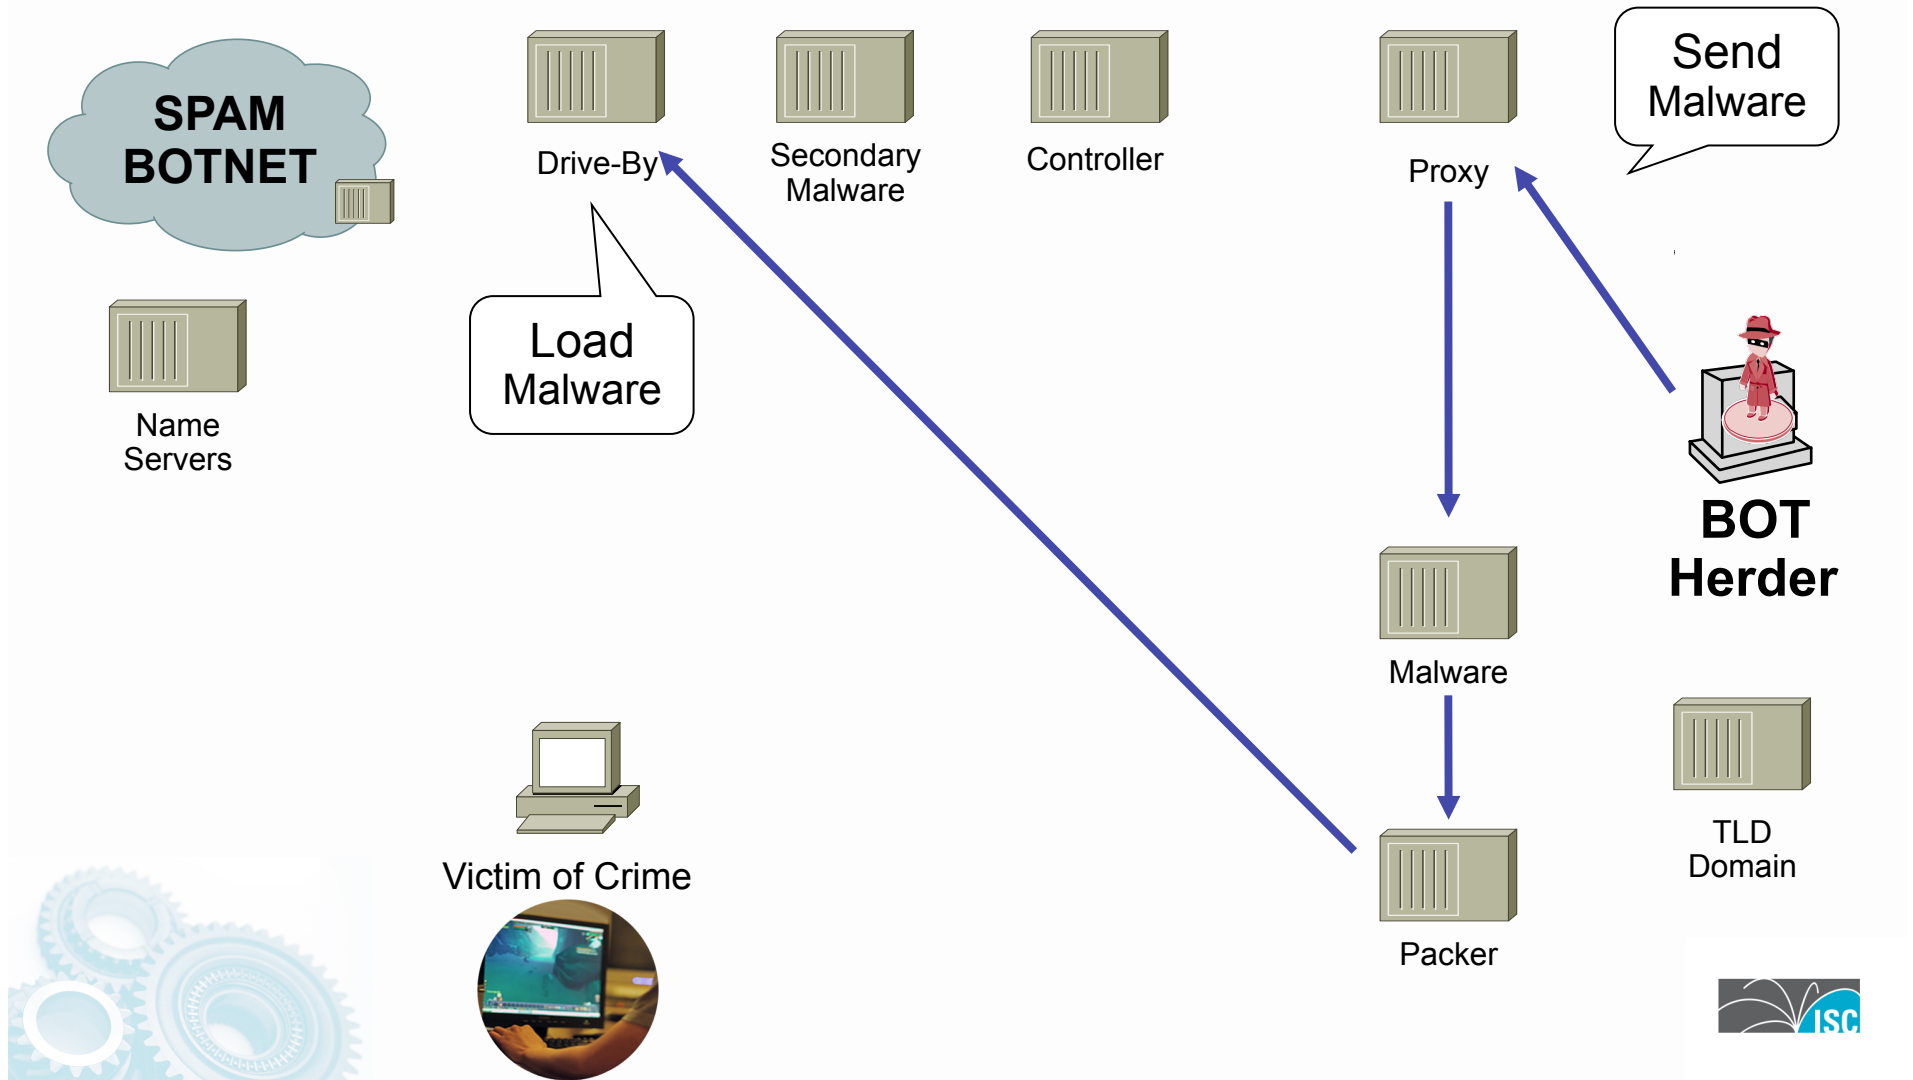 SPAM
BOTNET
Drive-By
Secondary
Malware
Controller
Proxy
Send
Malware
Name
Servers
Load
Malware
BOT
Herder
Malware
TLD
Domain
Victim of Crime
Packer
ISC